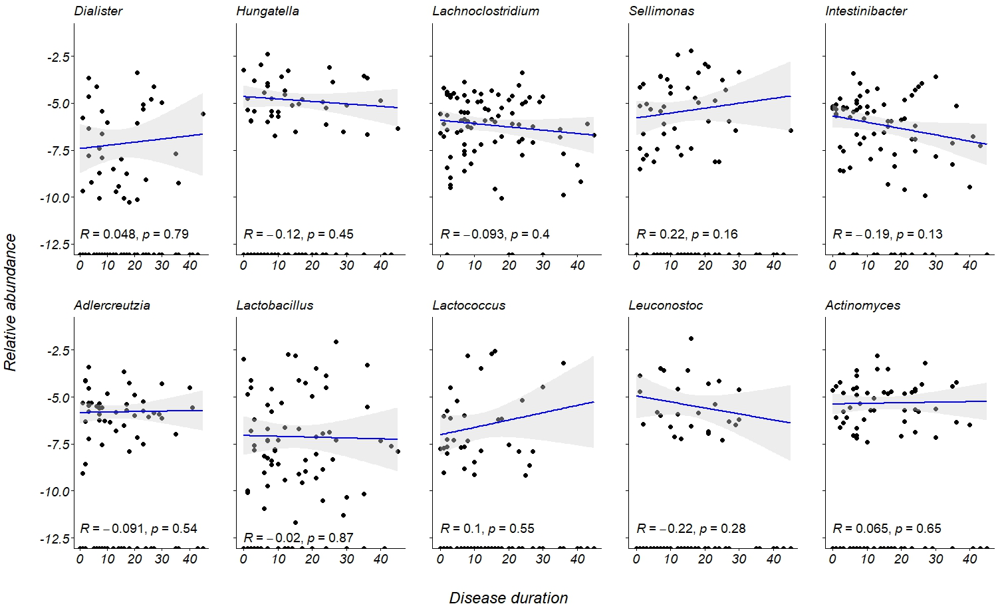 Dialister Hungatella Lachnoclostridium Sellimonas Intestinibacter
-2.5
-5.0
-7.5
-10.0
-12.5
R = 0.048, p = 0.79 R = −0.12, p = 0.45 R = −0.093, p = 0.4 R = 0.22, p = 0.16 R = −0.19, p = 0.13
0 10 20 30 40 0 10 20 30 40 0 10 20 30 40 0 10 20 30 40 0 10 20 30 40
Relative abundance
Adlercreutzia Lactobacillus Lactococcus Leuconostoc Actinomyces
-2.5
-5.0
-7.5
-10.0
-12.5
R = −0.091, p = 0.54 R = −0.02, p = 0.87 R = 0.1, p = 0.55 R = −0.22, p = 0.28 R = 0.065, p = 0.65
0 10 20 30 40 0 10 20 30 40 0 10 20 30 40 0 10 20 30 40 0 10 20 30 40
Disease duration